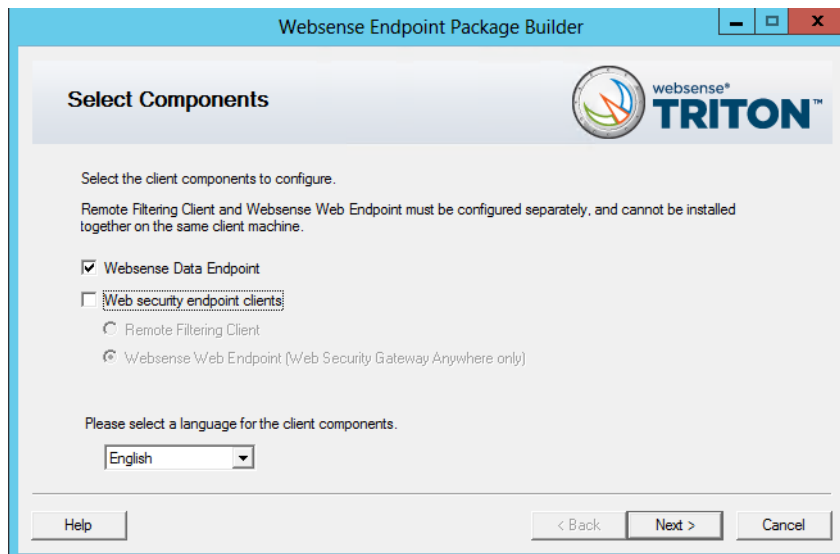 Websense Endpoint Package Builder
x
Select Components
websense®
TRITON™
Select the client components to configure.
Remote Filtering Client and Websense Web Endpoint must be configured separately, and cannot be installed
together on the same client machine.
Websense Data Endpoint
Web security endpoint clients
Remote Filtering Client
Websense Web Endpoint (Web Security Gateway Anywhere only)
Please select a language for the client components.
English
Help
< Back
Next >
Cancel